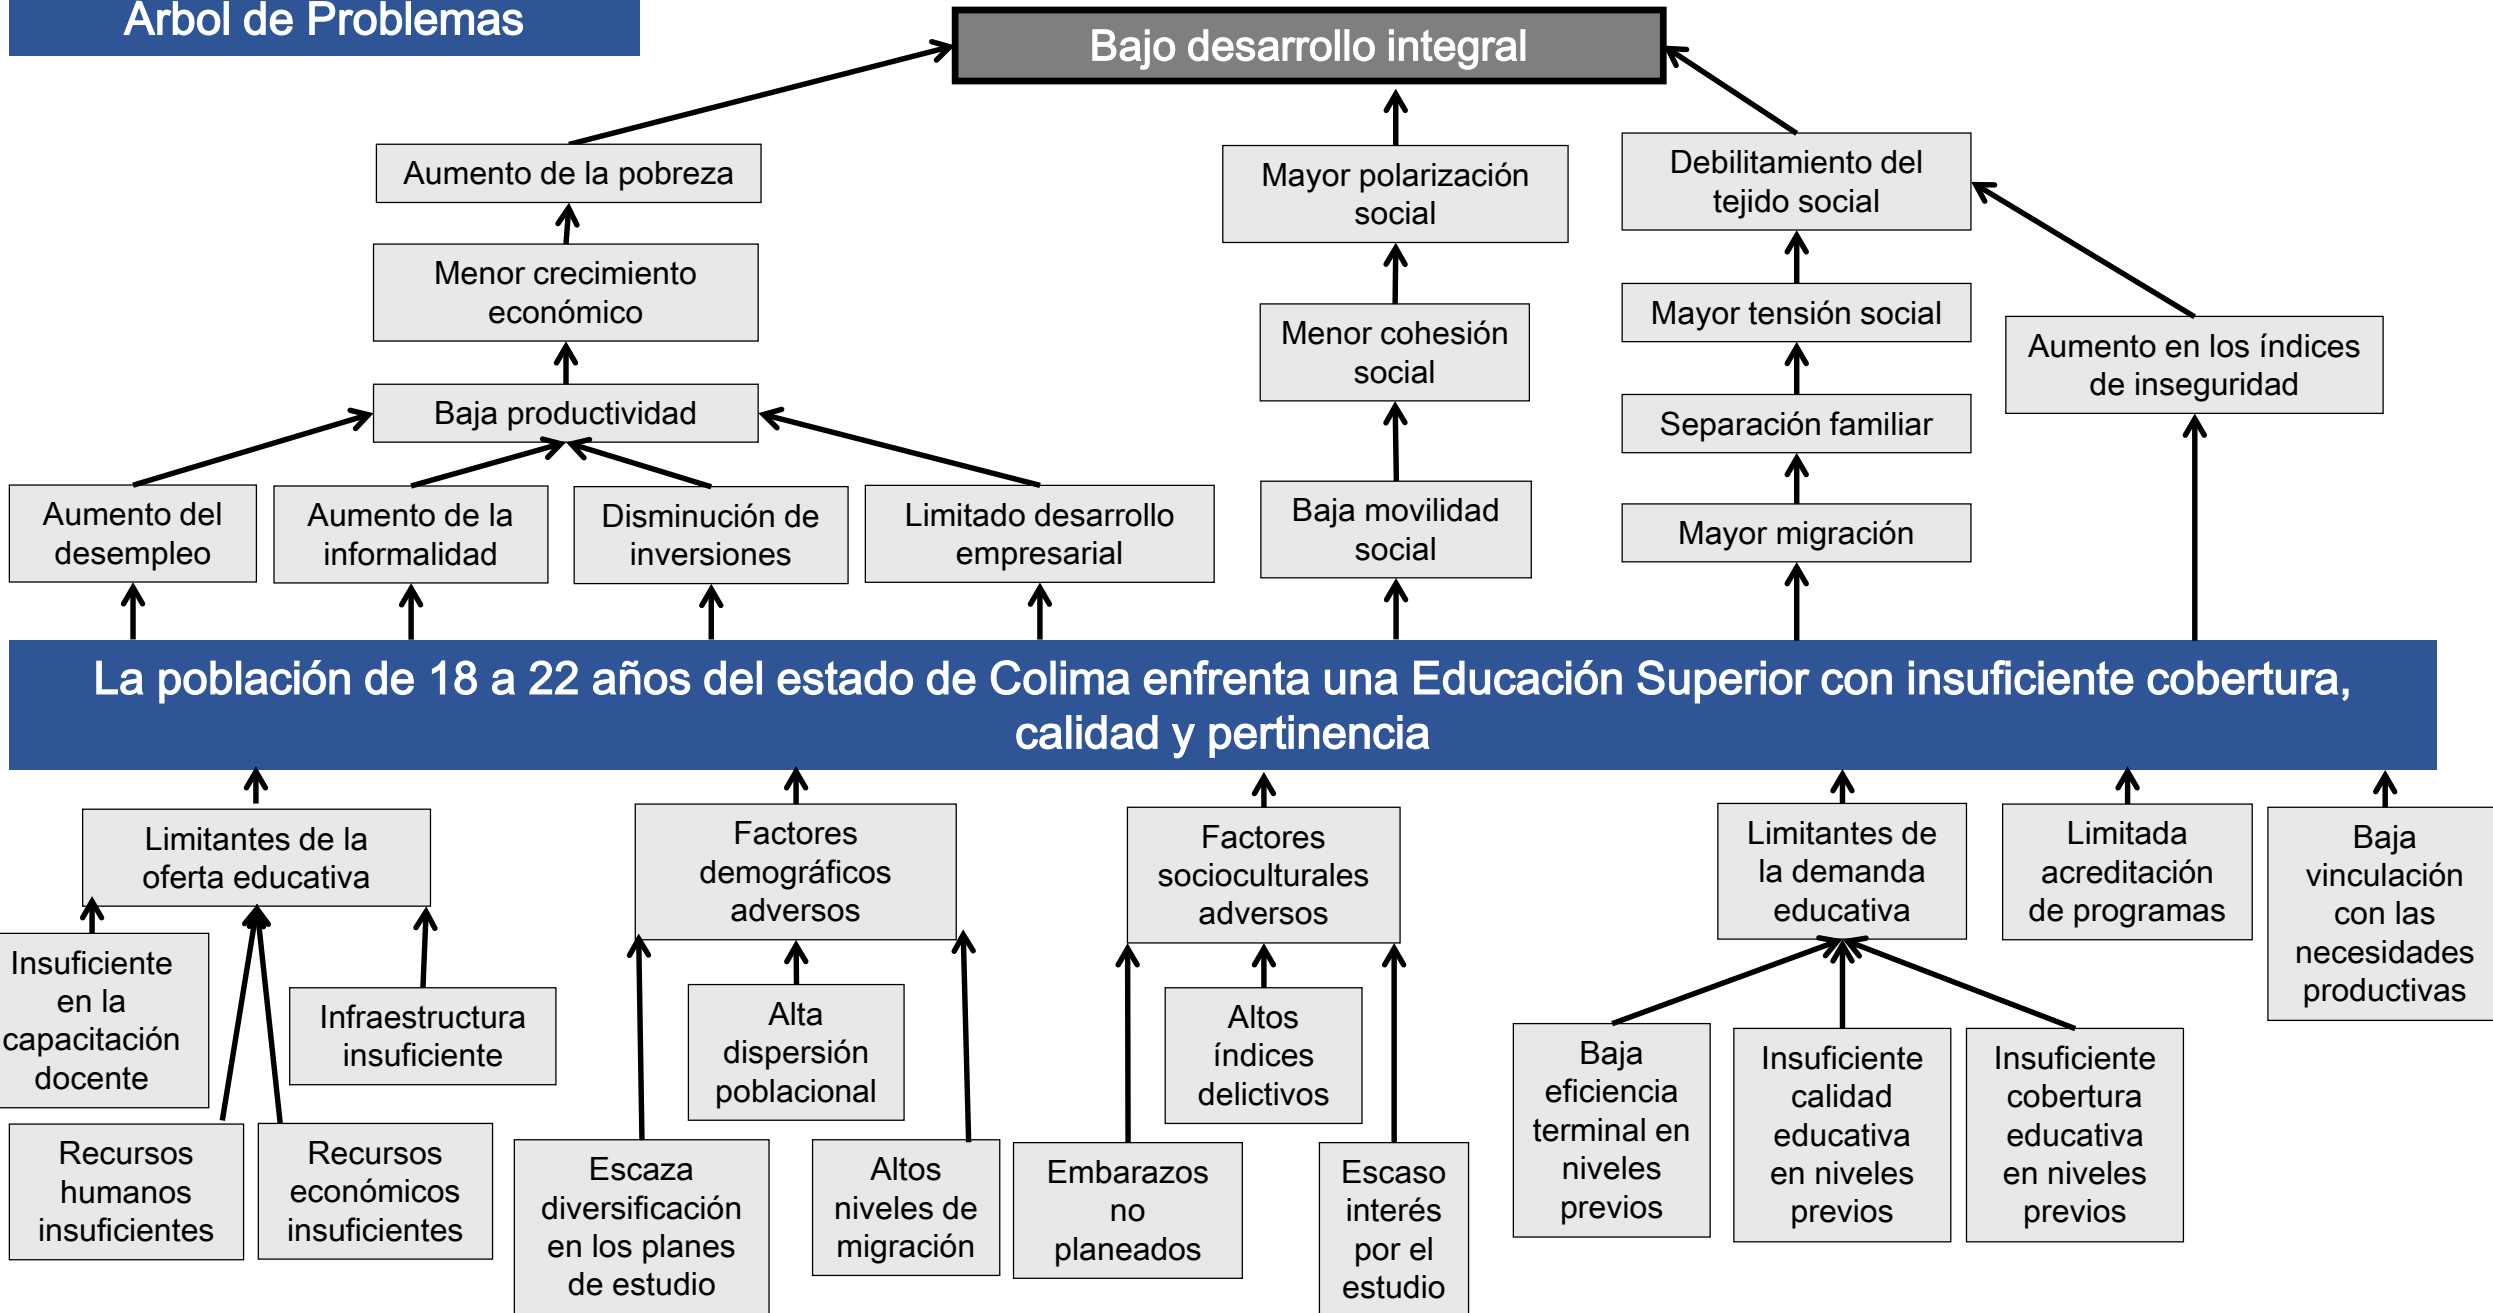 Arbol de Problemas
Bajo desarrollo integral
Aumento de la pobreza
Mayor polarización
social
Debilitamiento del
tejido social
Menor crecimiento
económico
Menor cohesión
social
Mayor tensión social
Aumento en los índices
de inseguridad
Baja productividad
Separación familiar
Aumento del
desempleo
Aumento de la
informalidad
Disminución de
inversiones
Limitado desarrollo
empresarial
Baja movilidad
social
Mayor migración
La población de 18 a 22 años del estado de Colima enfrenta una Educación Superior con insuficiente cobertura,
calidad y pertinencia
Limitantes de la
oferta educativa
Factores
demográficos
adversos
Factores
socioculturales
adversos
Limitantes de
la demanda
educativa
Limitada
acreditación
de programas
Baja
vinculación
con las
necesidades
productivas
Insuficiente
en la
capacitación
docente
Infraestructura
insuficiente
Alta
dispersión
poblacional
Altos
índices
delictivos
Baja
eficiencia
terminal en
niveles
previos
Insuficiente
calidad
educativa
en niveles
previos
Insuficiente
cobertura
educativa
en niveles
previos
Recursos
humanos
insuficientes
Recursos
económicos
insuficientes
Escaza
diversificación
en los planes
de estudio
Altos
niveles de
migración
Embarazos
no
planeados
Escaso
interés
por el
estudio